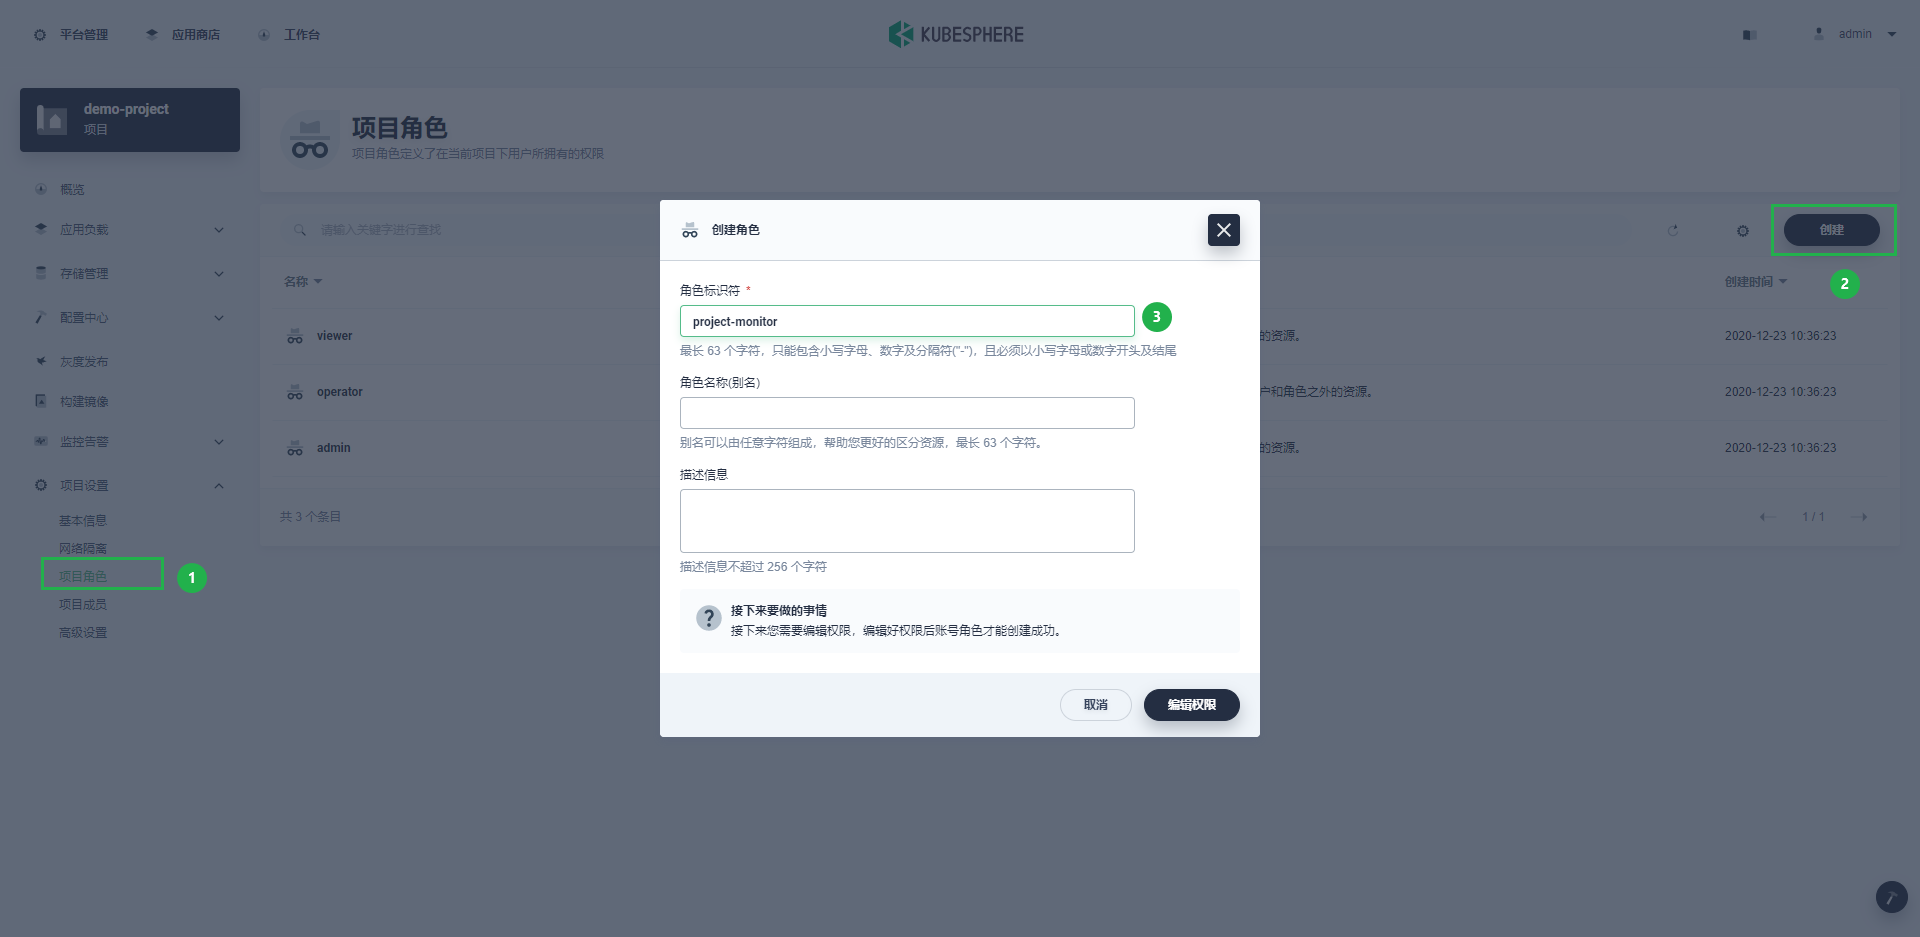 平台管理
应用商店
工作台
KUBESPHERE
admin
demo-project
项目
概览
应用负载
存储管理
配置中心
灰度发布
构建镜像
监控告警
项目设置
基本信息
网络隔离
项目角色
1
项目成员
高级设置
项目角色
项目角色定义了在当前项目下用户所拥有的权限
请输入关键字进行查找
创建
2
名称
创建时间
viewer
的资源。
2020-12-23 10:36:23
operator
户和角色之外的资源。
2020-12-23 10:36:23
admin
的资源。
2020-12-23 10:36:23
共 3 个条目
1 / 1
创建角色
角色标识符 *
project-monitor
3
最长 63 个字符，只能包含小写字母、数字及分隔符("-")，且必须以小写字母或数字开头及结尾
角色名称(别名)
别名可以由任意字符组成，帮助您更好的区分资源，最长 63 个字符。
描述信息
描述信息不超过 256 个字符
?
接下来要做的事情
接下来您需要编辑权限，编辑好权限后账号角色才能创建成功。
取消
编辑权限